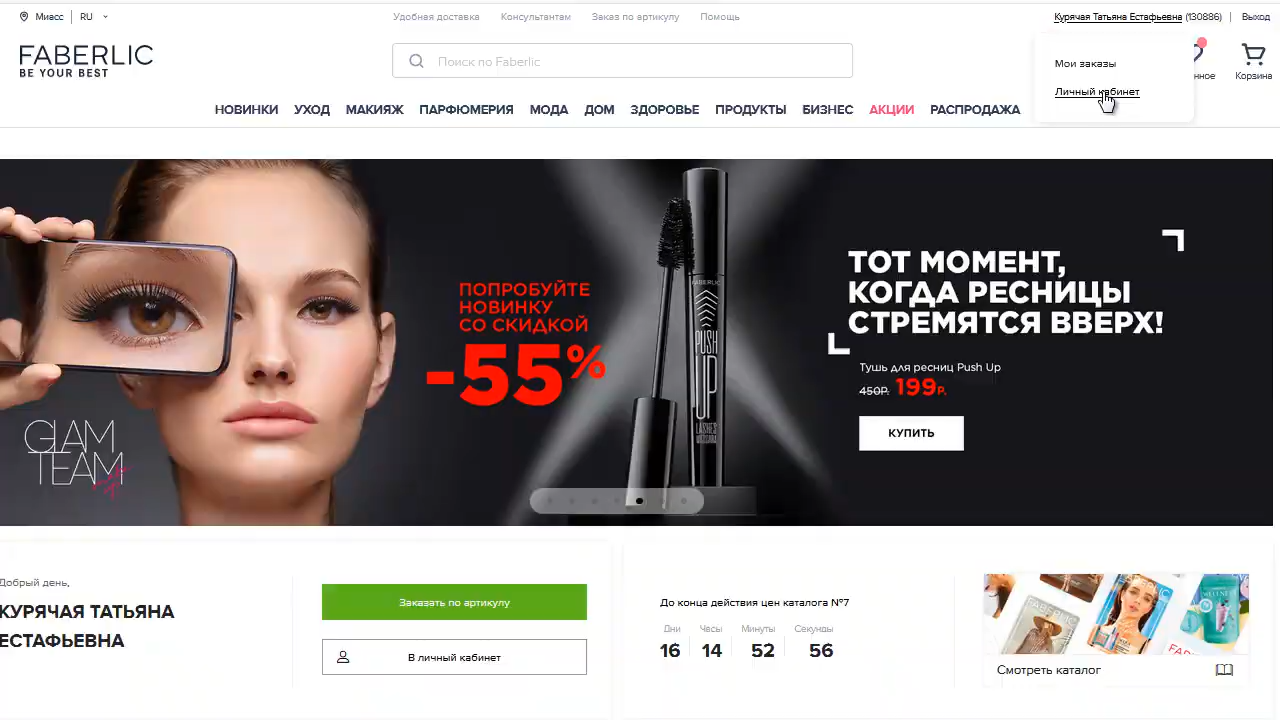 Миасс
RU
Удобная доставка
Консультантам
Заказ по артикулу
Помощь
Курячая Татьяна Естафьевна (130886)
Выход
FABERLIC
BE YOUR BEST
Поиск по Faberlic
Мои заказы
Личный кабинет
Корзина
НОВИНКИ
УХОД
МАКИЯЖ
ПАРФЮМЕРИЯ
МОДА
ДОМ
ЗДОРОВЬЕ
ПРОДУКТЫ
БИЗНЕС
АКЦИИ
РАСПРОДАЖА
ПОПРОБУЙТЕ
НОВИНКУ
СО СКИДКОЙ
-55%
FABERLIC
PUSH
UP
LASHES
MASCARA
ТОТ МОМЕНТ,
КОГДА РЕСНИЦЫ
СТРЕМЯТСЯ ВВЕРХ!
Тушь для ресниц Push Up
450Р. 199Р.
КУПИТЬ
GLAM
TEAM
Добрый день,
КУРЯЧАЯ ТАТЬЯНА
ЕСТАФЬЕВНА
Заказать по артикулу
В личный кабинет
До конца действия цен каталога №7
Дни
Часы
Минуты
Секунды
16
14
52
56
Смотреть каталог